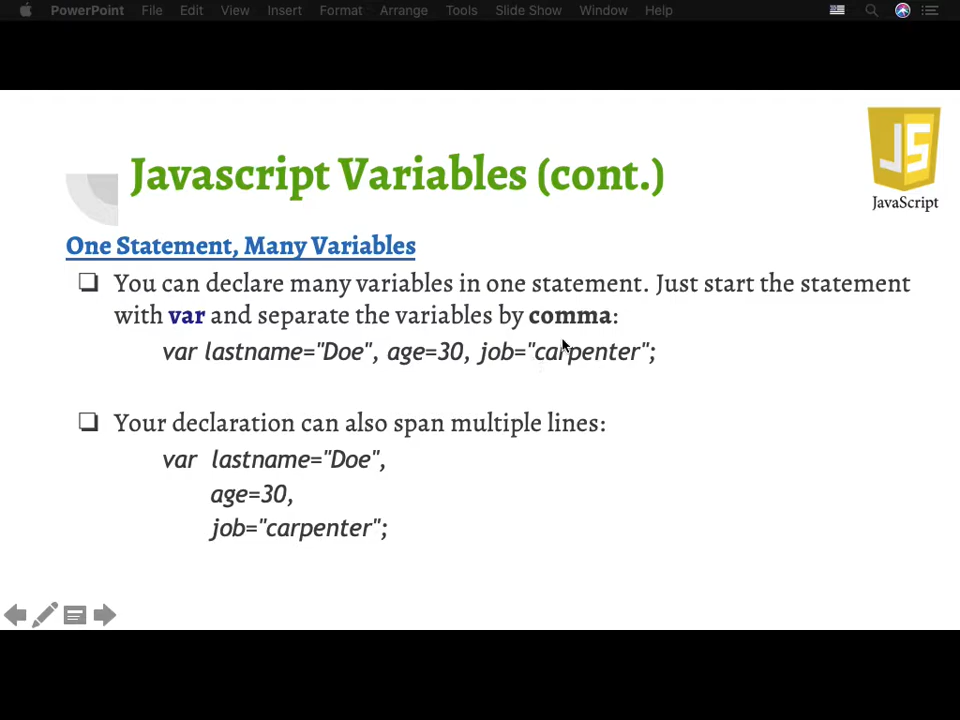 PowerPoint File Edit View Insert Format Arrange Tools Slide Show Window Help
JS
JavaScript
Javascript Variables (cont.)
One Statement, Many Variables
❑ You can declare many variables in one statement. Just start the statement
with var and separate the variables by comma:
var lastname="Doe", age=30, job="carpenter";
❑ Your declaration can also span multiple lines:
var lastname="Doe",
age=30,
job="carpenter";